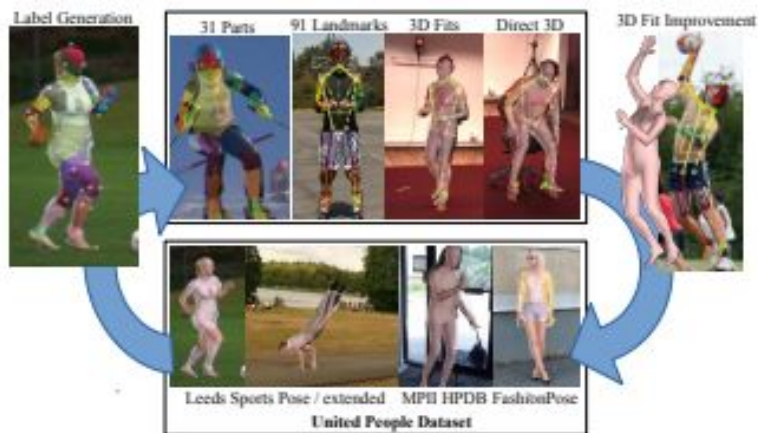 Label Generation
31 Parts
91 Landmarks
3D Fits
Direct 3D
3D Fit Improvement
Leeds Sports Pose / extended
MPII HPDB
FashionPose
United People Dataset